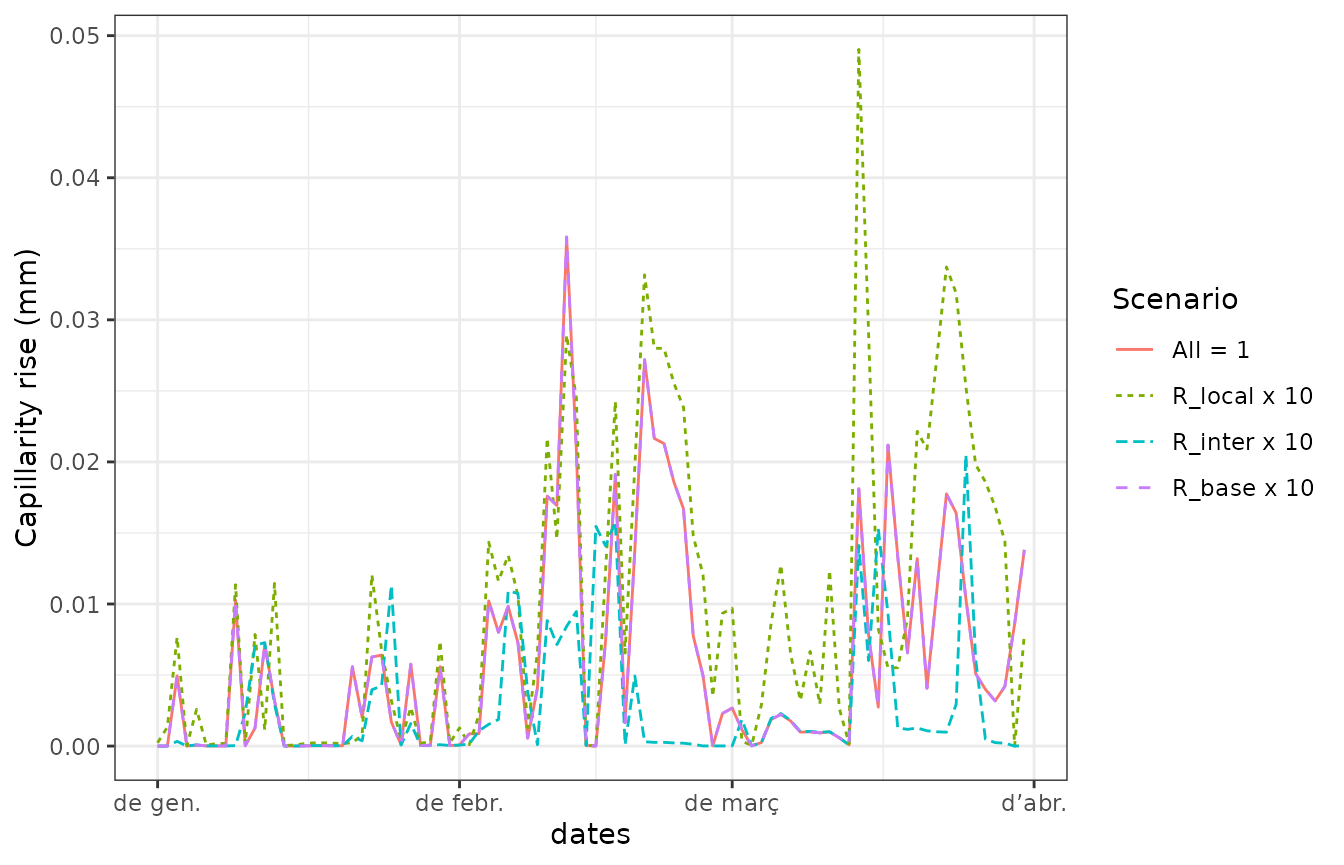 0.05
0.04
0.03
0.02
0.01
0.00
Capillarity rise (mm)
de gen.
de febr.
de març
d’abr.
dates
Scenario
All = 1
R_local x 10
R_inter x 10
R_base x 10